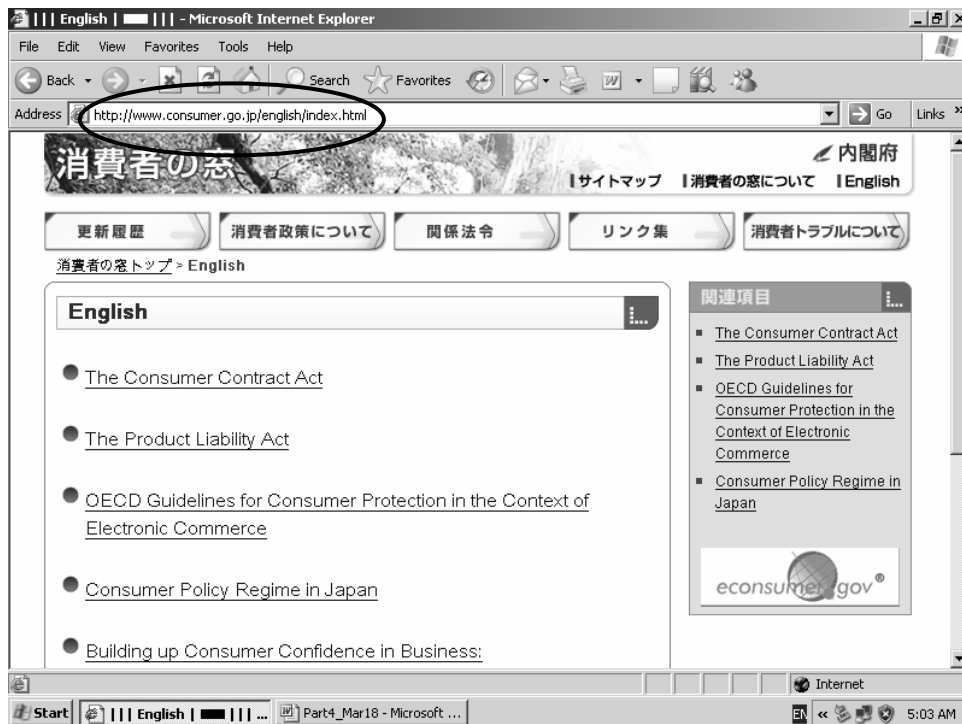 ||| English | ||| - Microsoft Internet Explorer
File Edit View Favorites Tools Help
Back Search Favorites
Address http://www.consumer.go.jp/english/index.html Go Links »
消費者の窓
内閣府
サイトマップ 消費者の窓について English
更新履歴 消費者政策について 関係法令 リンク集 消費者トラブルについて
消費者の窓トップ > English
English
The Consumer Contract Act
The Product Liability Act
OECD Guidelines for Consumer Protection in the Context of
Electronic Commerce
Consumer Policy Regime in Japan
Building up Consumer Confidence in Business:
関連項目
The Consumer Contract Act
The Product Liability Act
OECD Guidelines for
Consumer Protection in the
Context of Electronic
Commerce
Consumer Policy Regime in
Japan
econsumer.gov®
Internet
Start ||| English | ||| ... Part4_Mar18 - Microsoft ... EN « 5:03 AM